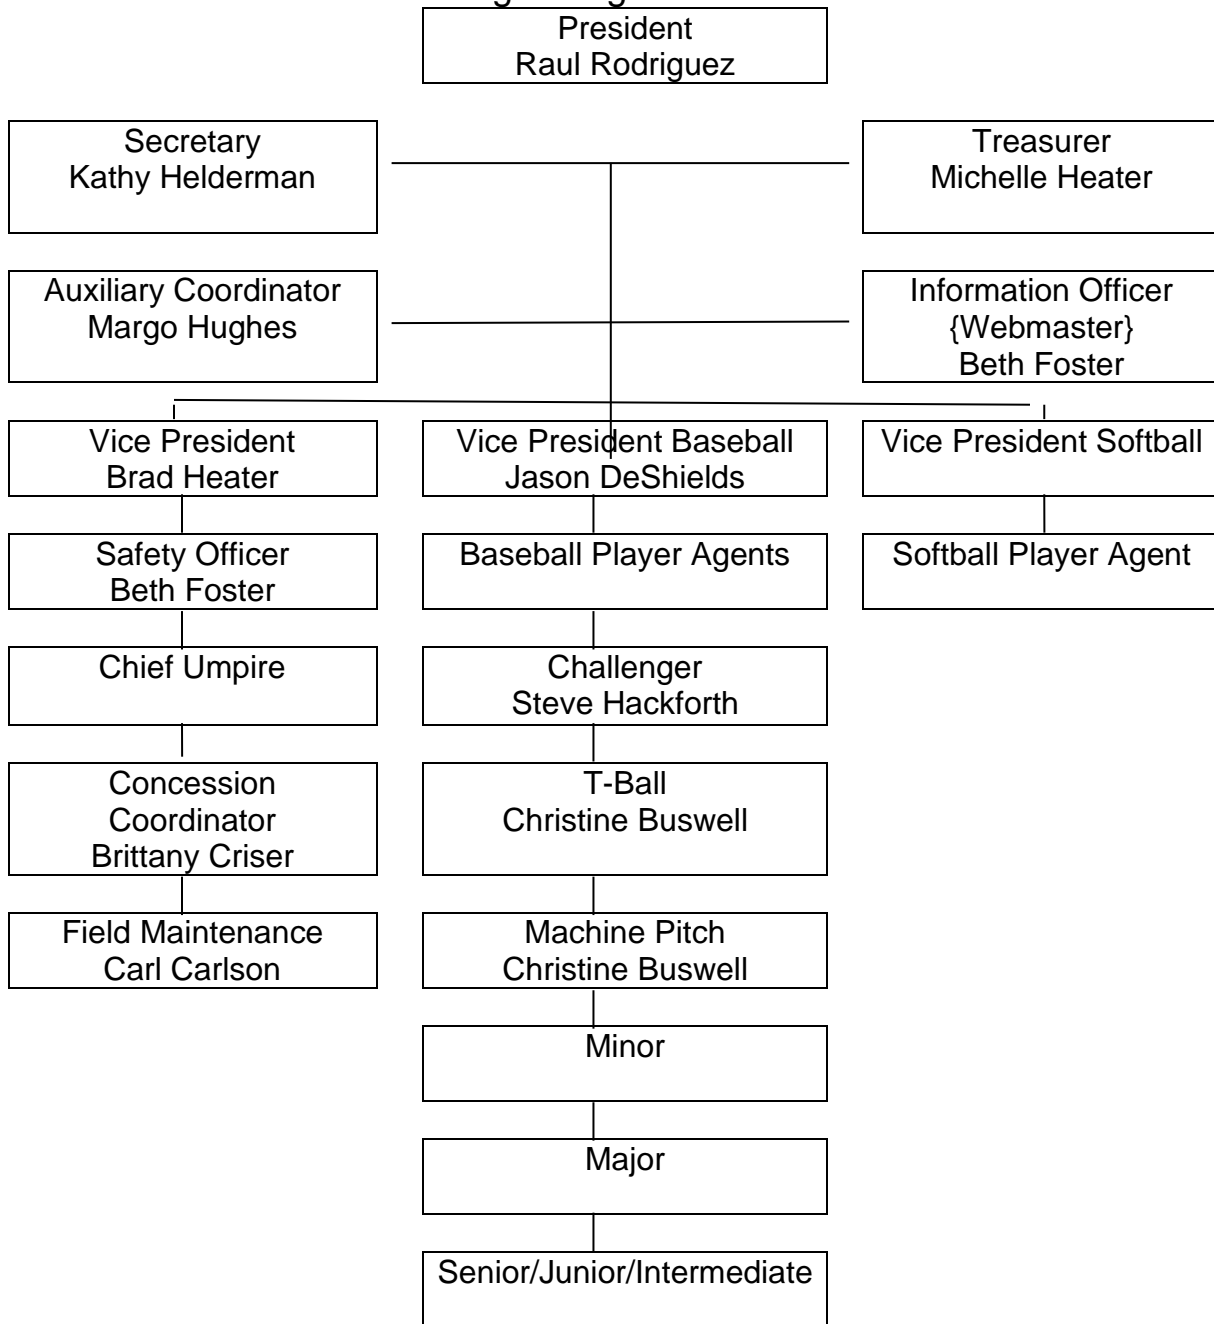 President
Raul Rodriguez
Secretary
Kathy Helderman
Treasurer
Michelle Heater
Auxiliary Coordinator
Margo Hughes
Information Officer
{Webmaster}
Beth Foster
Vice President
Brad Heater
Vice President Baseball
Jason DeShields
Vice President Softball
Safety Officer
Beth Foster
Baseball Player Agents
Softball Player Agent
Chief Umpire
Challenger
Steve Hackforth
Concession
Coordinator
Brittany Criser
T-Ball
Christine Buswell
Field Maintenance
Carl Carlson
Machine Pitch
Christine Buswell
Minor
Major
Senior/Junior/Intermediate